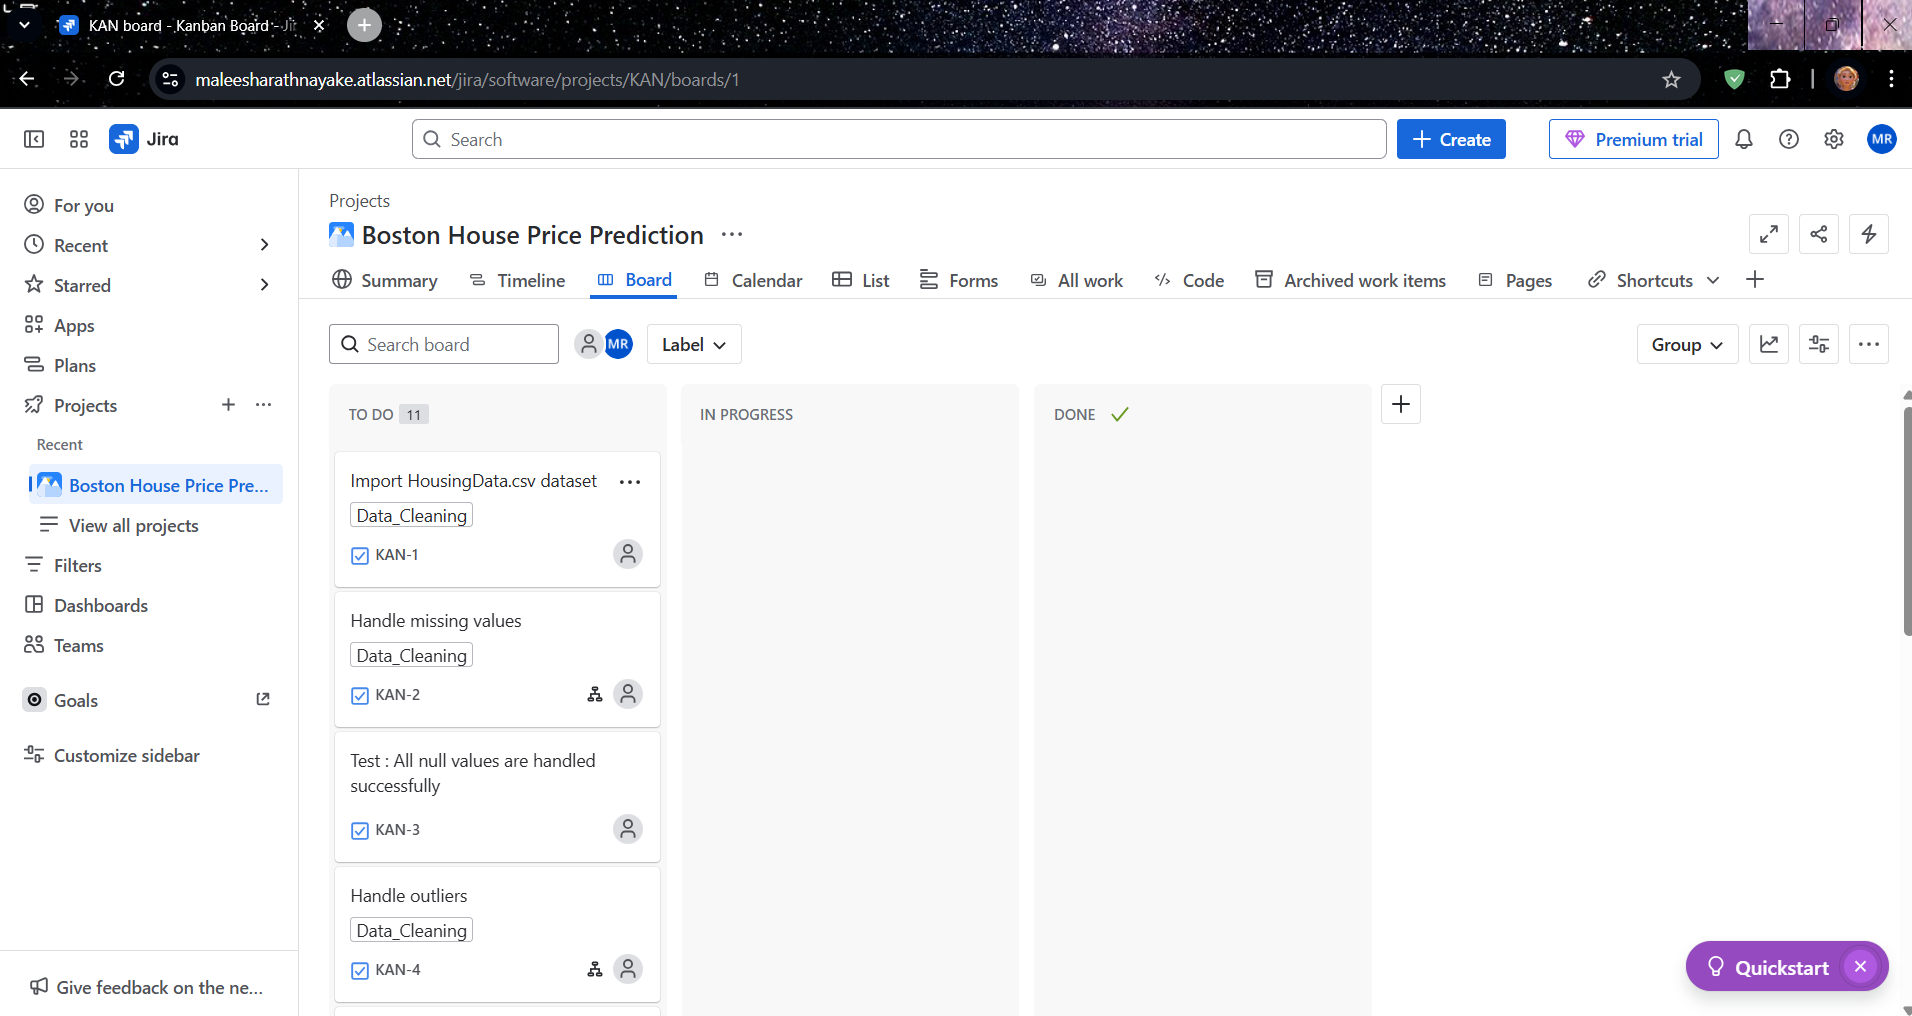 KAN board - Kanban Board - Jir
maleesharathnayake.atlassian.net/jira/software/projects/KAN/boards/1
Jira
Search
Create
Premium trial
MR
For you
Recent
Starred
Apps
Plans
Projects
Recent
Boston House Price Pre...
View all projects
Filters
Dashboards
Teams
Goals
Customize sidebar
Give feedback on the ne...
Projects
Boston House Price Prediction
Summary
Timeline
Board
Calendar
List
Forms
All work
Code
Archived work items
Pages
Shortcuts
Search board
MR
Label
Group
TO DO 11
Import HousingData.csv dataset
Data_Cleaning
KAN-1
Handle missing values
Data_Cleaning
KAN-2
Test : All null values are handled
successfully
KAN-3
Handle outliers
Data_Cleaning
KAN-4
IN PROGRESS
DONE
Quickstart